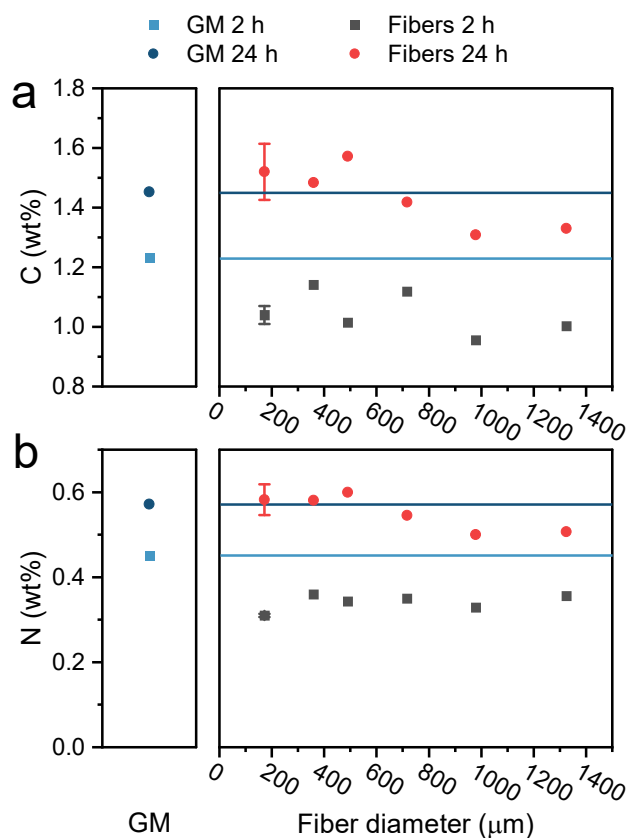 GM 2 h Fibers 2 h
GM 24 h Fibers 24 h
a
1.8
1.6
1.4
1.2
1.0
0.8
C (wt%)
0 200 400 600 800 1000 1200 1400
b
0.6
0.4
0.2
0.0
N (wt%)
0 200 400 600 800 1000 1200 1400
GM Fiber diameter (μm)